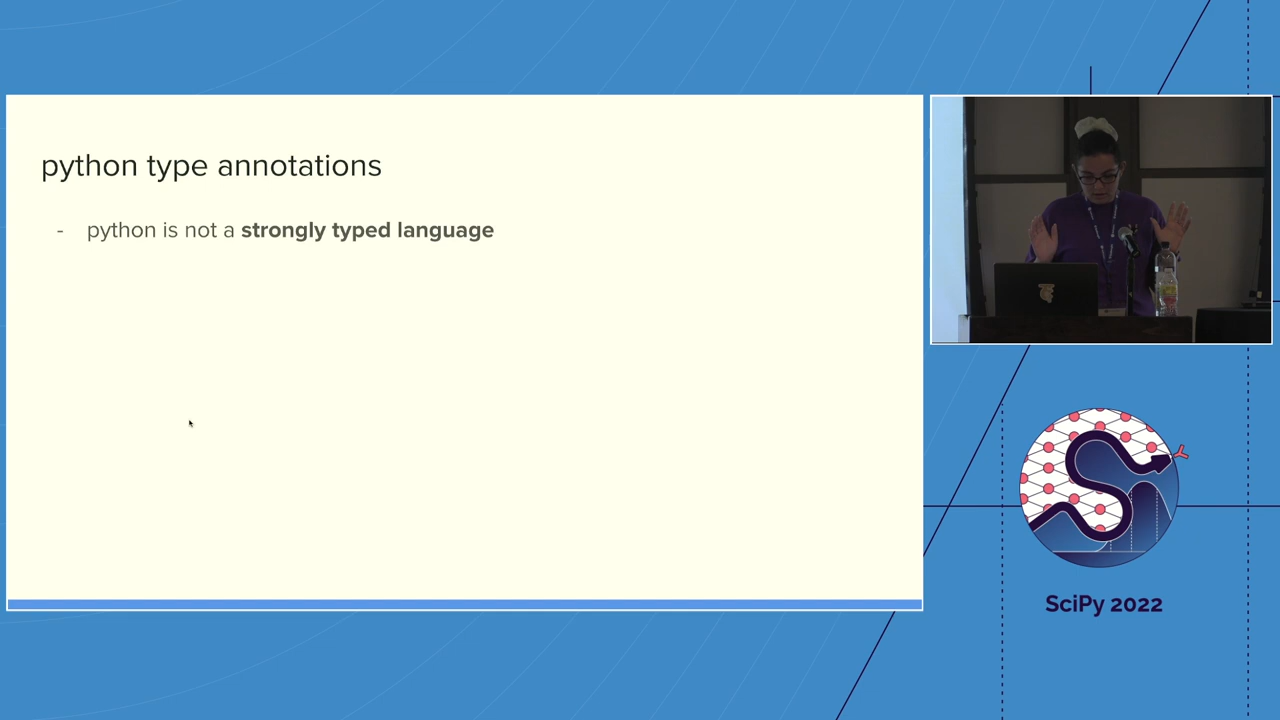 python type annotations
- python is not a strongly typed language
SciPy 2022